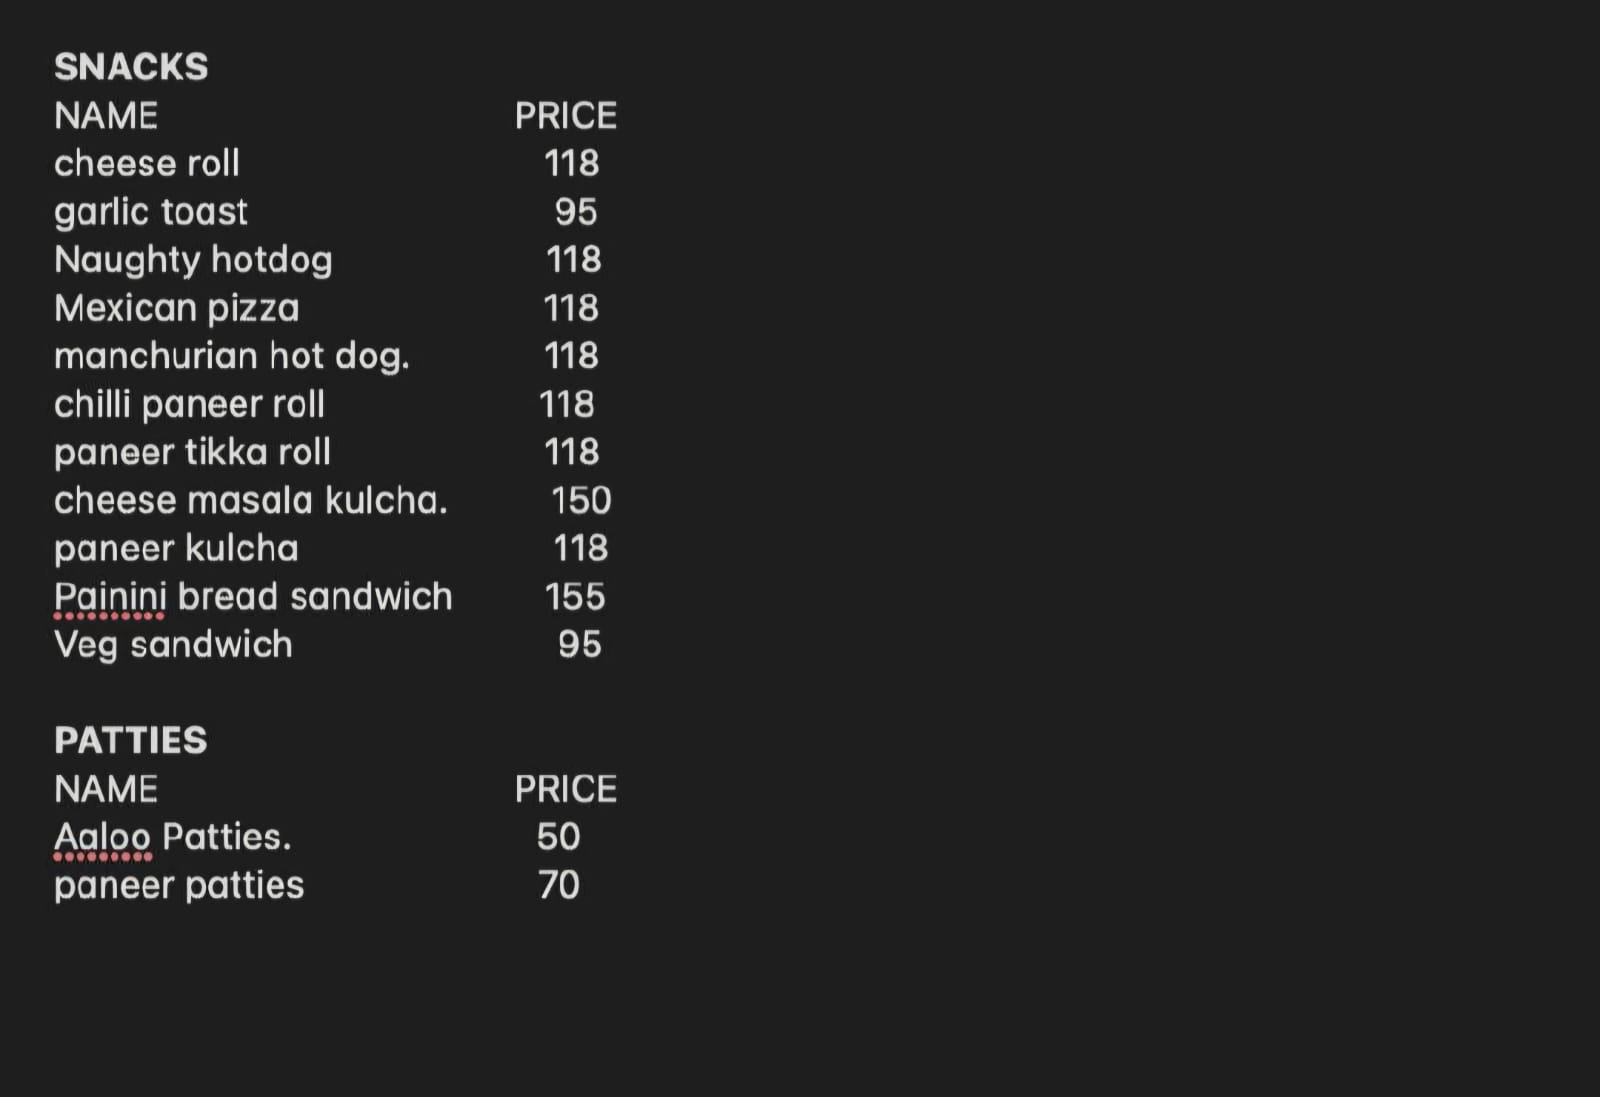 SNACKS
NAME PRICE
cheese roll 118
garlic toast 95
Naughty hotdog 118
Mexican pizza 118
manchurian hot dog. 118
chilli paneer roll 118
paneer tikka roll 118
cheese masala kulcha. 150
paneer kulcha 118
Painini bread sandwich 155
Veg sandwich 95
PATTIES
NAME PRICE
Aaloo Patties. 50
paneer patties 70